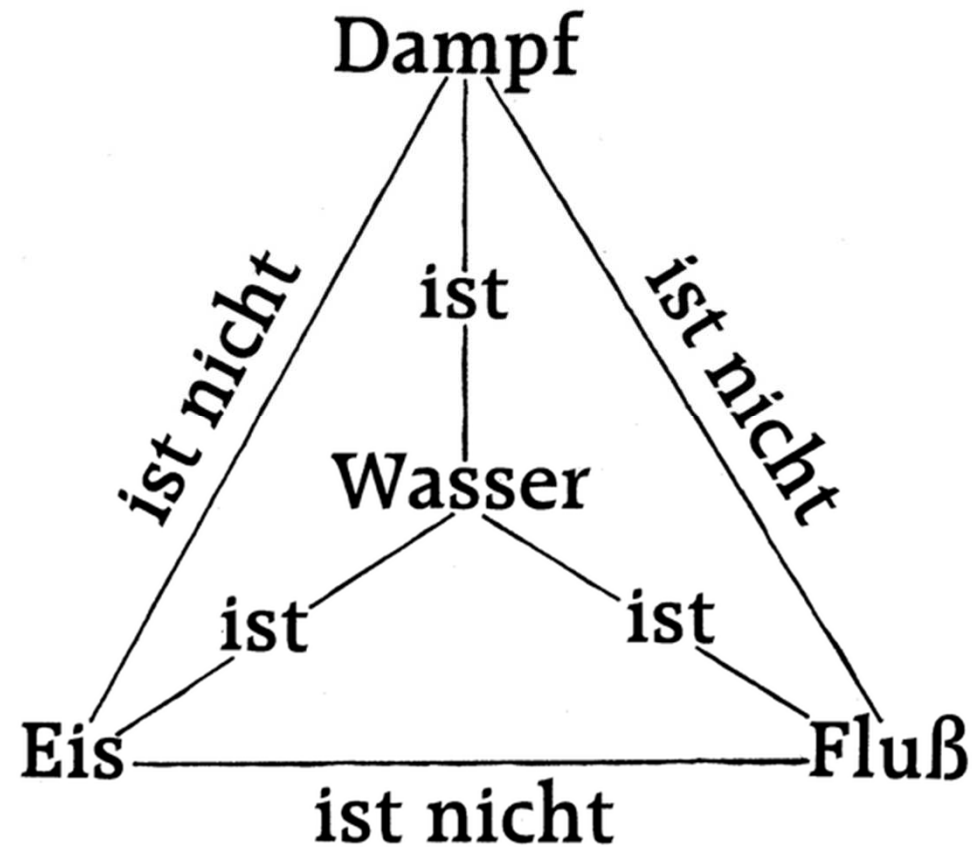 Dampf
ist nicht
ist
ist nicht
Wasser
ist
ist
Eis
Fluß
ist nicht